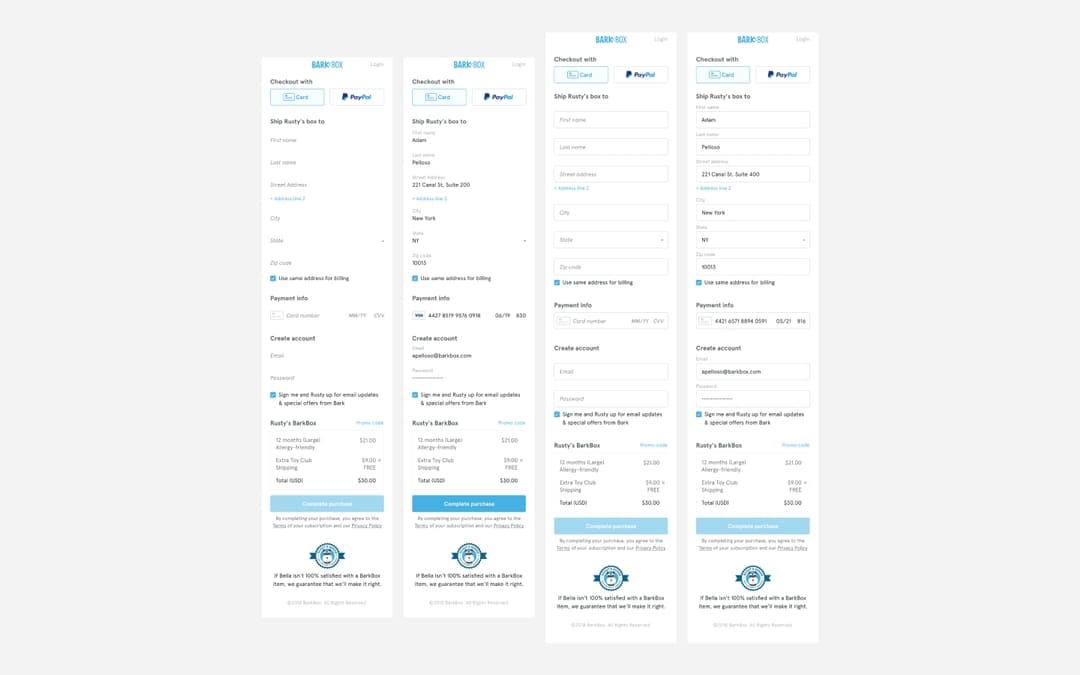 BARK BOX
Login
Checkout with
Card
PayPal
Ship Rusty's box to
First name
Last name
Street Address
+ Address line 2
City
State
Zip code
Use same address for billing
Payment info
Card number MM/YY CVV
Create account
Email
Password
Sign me and Rusty up for email updates
& special offers from Bark
Rusty's BarkBox Promo code
12 months (Large) $21.00
Allergy-friendly
Extra Toy Club $9.00 ×
Shipping FREE
Total (USD) $30.00
Complete purchase
By completing your purchase, you agree to the
Terms of your subscription and our Privacy Policy
If Bella isn't 100% satisfied with a BarkBox
item, we guarantee that we'll make it right.
©2018 BarkBox. All Rights Reserved
BARK BOX
Login
Checkout with
Card
PayPal
Ship Rusty's box to
First name
Adam
Last name
Pelloso
Street Address
221 Canal St, Suite 200
+ Address line 2
City
New York
State
NY
Zip code
10013
Use same address for billing
Payment info
VISA 4427 8519 9576 0918 06/19 830
Create account
Email
apelloso@barkbox.com
Password
Sign me and Rusty up for email updates
& special offers from Bark
Rusty's BarkBox Promo code
12 months (Large) $21.00
Allergy-friendly
Extra Toy Club $9.00 ×
Shipping FREE
Total (USD) $30.00
Complete purchase
By completing your purchase, you agree to the
Terms of your subscription and our Privacy Policy
If Bella isn't 100% satisfied with a BarkBox
item, we guarantee that we'll make it right.
©2018 BarkBox. All Rights Reserved
BARK BOX
Login
Checkout with
Card
PayPal
Ship Rusty's box to
First name
Last name
Street address
+ Address line 2
City
State
Zip code
Use same address for billing
Payment info
Card number MM/YY CVV
Create account
Email
Password
Sign me and Rusty up for email updates
& special offers from Bark
Rusty's BarkBox Promo code
12 months (Large) $21.00
Allergy-friendly
Extra Toy Club $9.00 ×
Shipping FREE
Total (USD) $30.00
Complete purchase
By completing your purchase, you agree to the
Terms of your subscription and our Privacy Policy
If Bella isn't 100% satisfied with a BarkBox
item, we guarantee that we'll make it right.
©2018 BarkBox. All Rights Reserved
BARK BOX
Login
Checkout with
Card
PayPal
Ship Rusty's box to
First name
Adam
Last name
Pelloso
Street address
221 Canal St, Suite 400
+ Address line 2
City
New York
State
NY
Zip code
10013
Use same address for billing
Payment info
4421 6571 8894 0591 05/21 816
Create account
Email
apelloso@barkbox.com
Password
Sign me and Rusty up for email updates
& special offers from Bark
Rusty's BarkBox Promo code
12 months (Large) $21.00
Allergy-friendly
Extra Toy Club $9.00 ×
Shipping FREE
Total (USD) $30.00
Complete purchase
By completing your purchase, you agree to the
Terms of your subscription and our Privacy Policy
If Bella isn't 100% satisfied with a BarkBox
item, we guarantee that we'll make it right.
©2018 BarkBox. All Rights Reserved